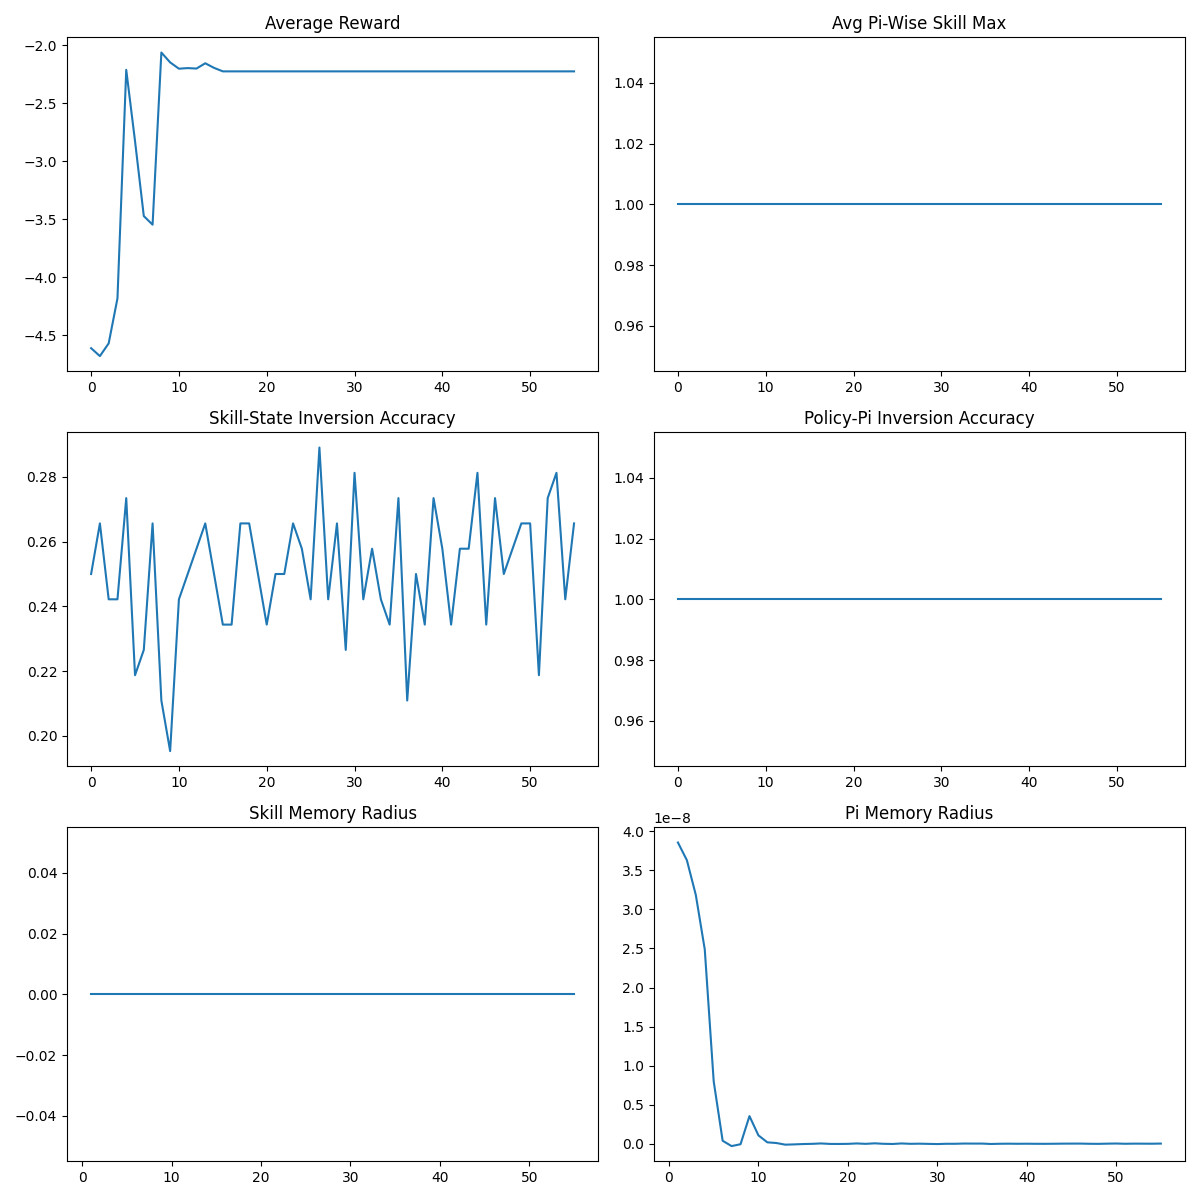 Average Reward
−2.0
−2.5
−3.0
−3.5
−4.0
−4.5
0 10 20 30 40 50
Avg Pi-Wise Skill Max
1.04
1.02
1.00
0.98
0.96
0 10 20 30 40 50
Skill-State Inversion Accuracy
0.28
0.26
0.24
0.22
0.20
0 10 20 30 40 50
Policy-Pi Inversion Accuracy
1.04
1.02
1.00
0.98
0.96
0 10 20 30 40 50
Skill Memory Radius
0.04
0.02
0.00
−0.02
−0.04
0 10 20 30 40 50
Pi Memory Radius
1e−8
4.0
3.5
3.0
2.5
2.0
1.5
1.0
0.5
0.0
0 10 20 30 40 50